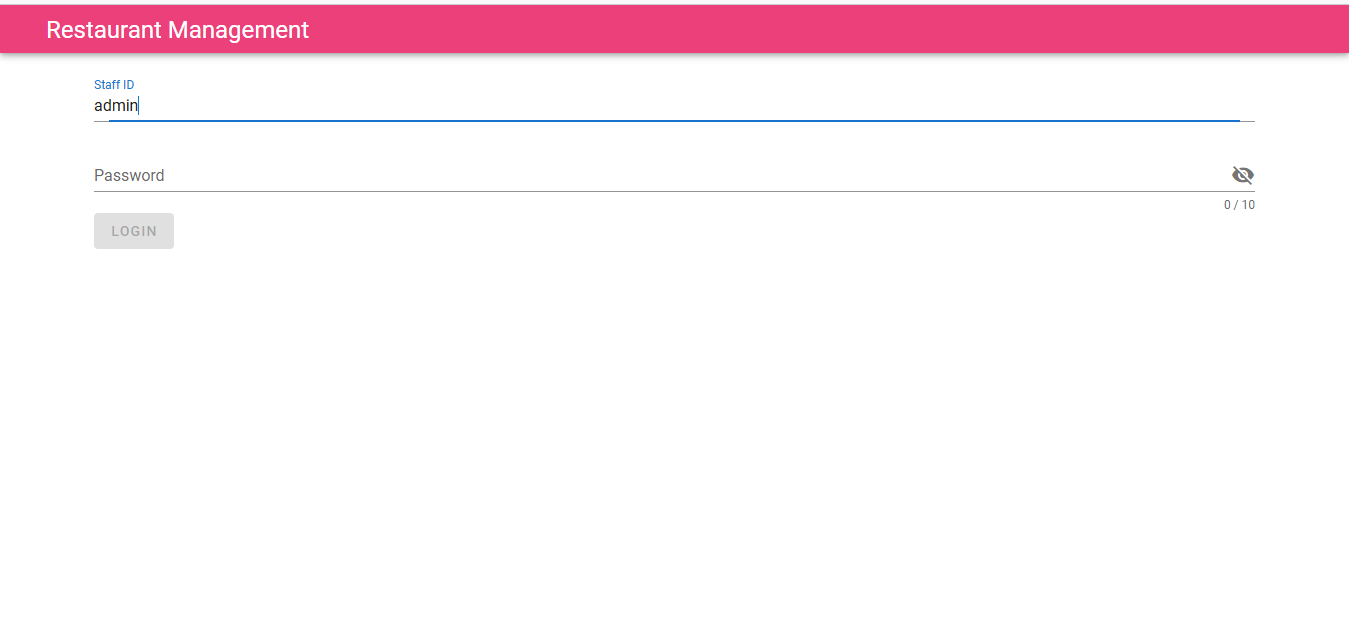 Restaurant Management
Staff ID
admin
Password
0 / 10
LOGIN